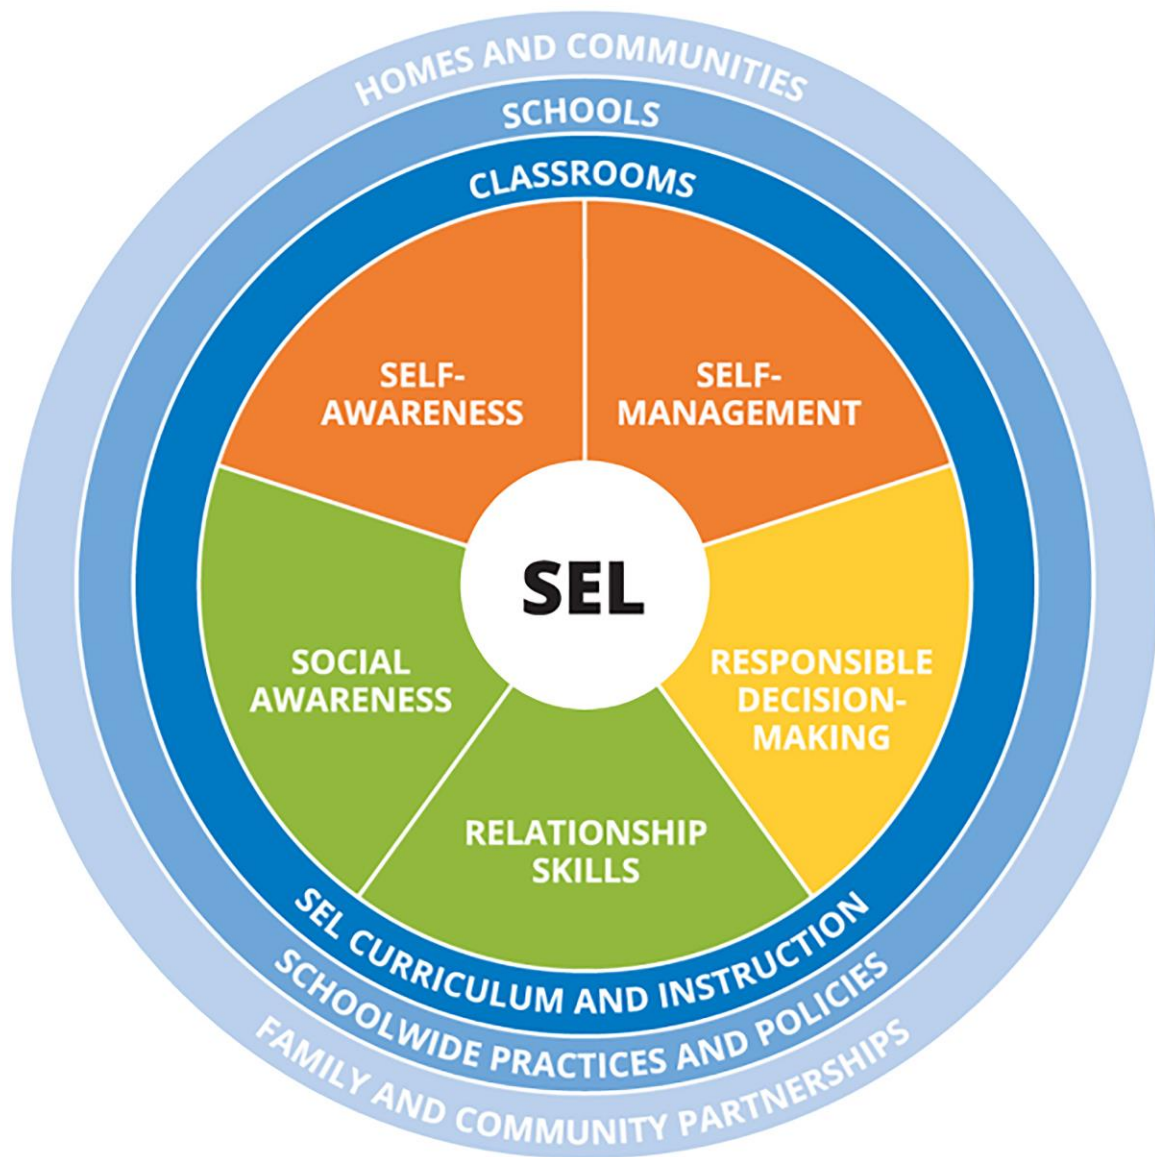 HOMES AND COMMUNITIES
SCHOOLS
CLASSROOMS
SELF-
AWARENESS
SELF-
MANAGEMENT
SEL
SOCIAL
AWARENESS
RESPONSIBLE
DECISION-
MAKING
RELATIONSHIP
SKILLS
SEL CURRICULUM AND INSTRUCTION
SCHOOLWIDE PRACTICES AND POLICIES
FAMILY AND COMMUNITY PARTNERSHIPS